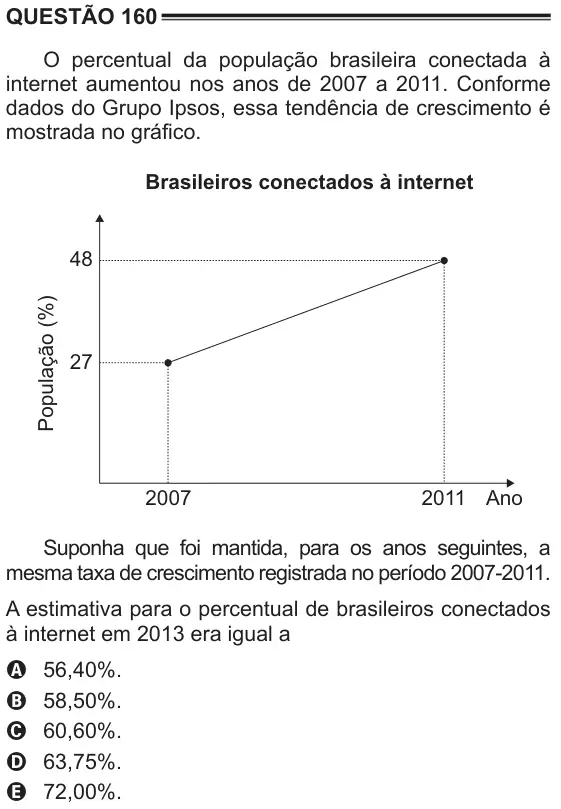 QUESTÃO 160
O percentual da população brasileira conectada à
internet aumentou nos anos de 2007 a 2011. Conforme
dados do Grupo Ipsos, essa tendência de crescimento é
mostrada no gráfico.
Brasileiros conectados à internet
48
População (%)
27
2007
2011 Ano
Suponha que foi mantida, para os anos seguintes, a
mesma taxa de crescimento registrada no período 2007-2011.
A estimativa para o percentual de brasileiros conectados
à internet em 2013 era igual a
A 56,40%.
B 58,50%.
C 60,60%.
D 63,75%.
E 72,00%.